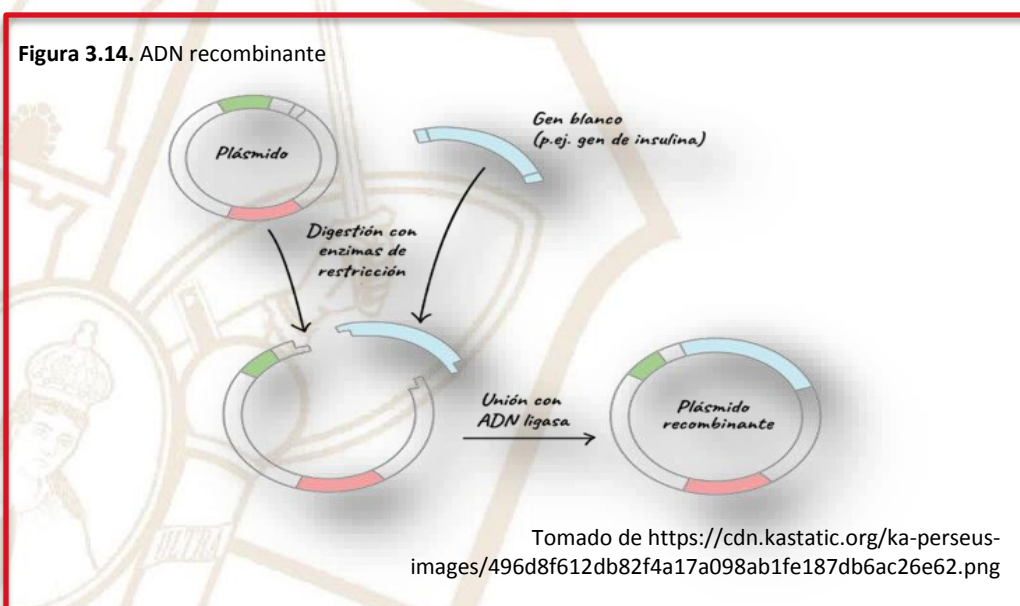 Figura 3.14. ADN recombinante
Plásmido
Gen blanco
(p.ej. gen de insulina)
Digestión con
enzimas de
restricción
Unión con
ADN ligasa
Plásmido
recombinante
Tomado de https://cdn.kastatic.org/ka-perseus-
images/496d8f612db82f4a17a098ab1fe187db6ac26e62.png